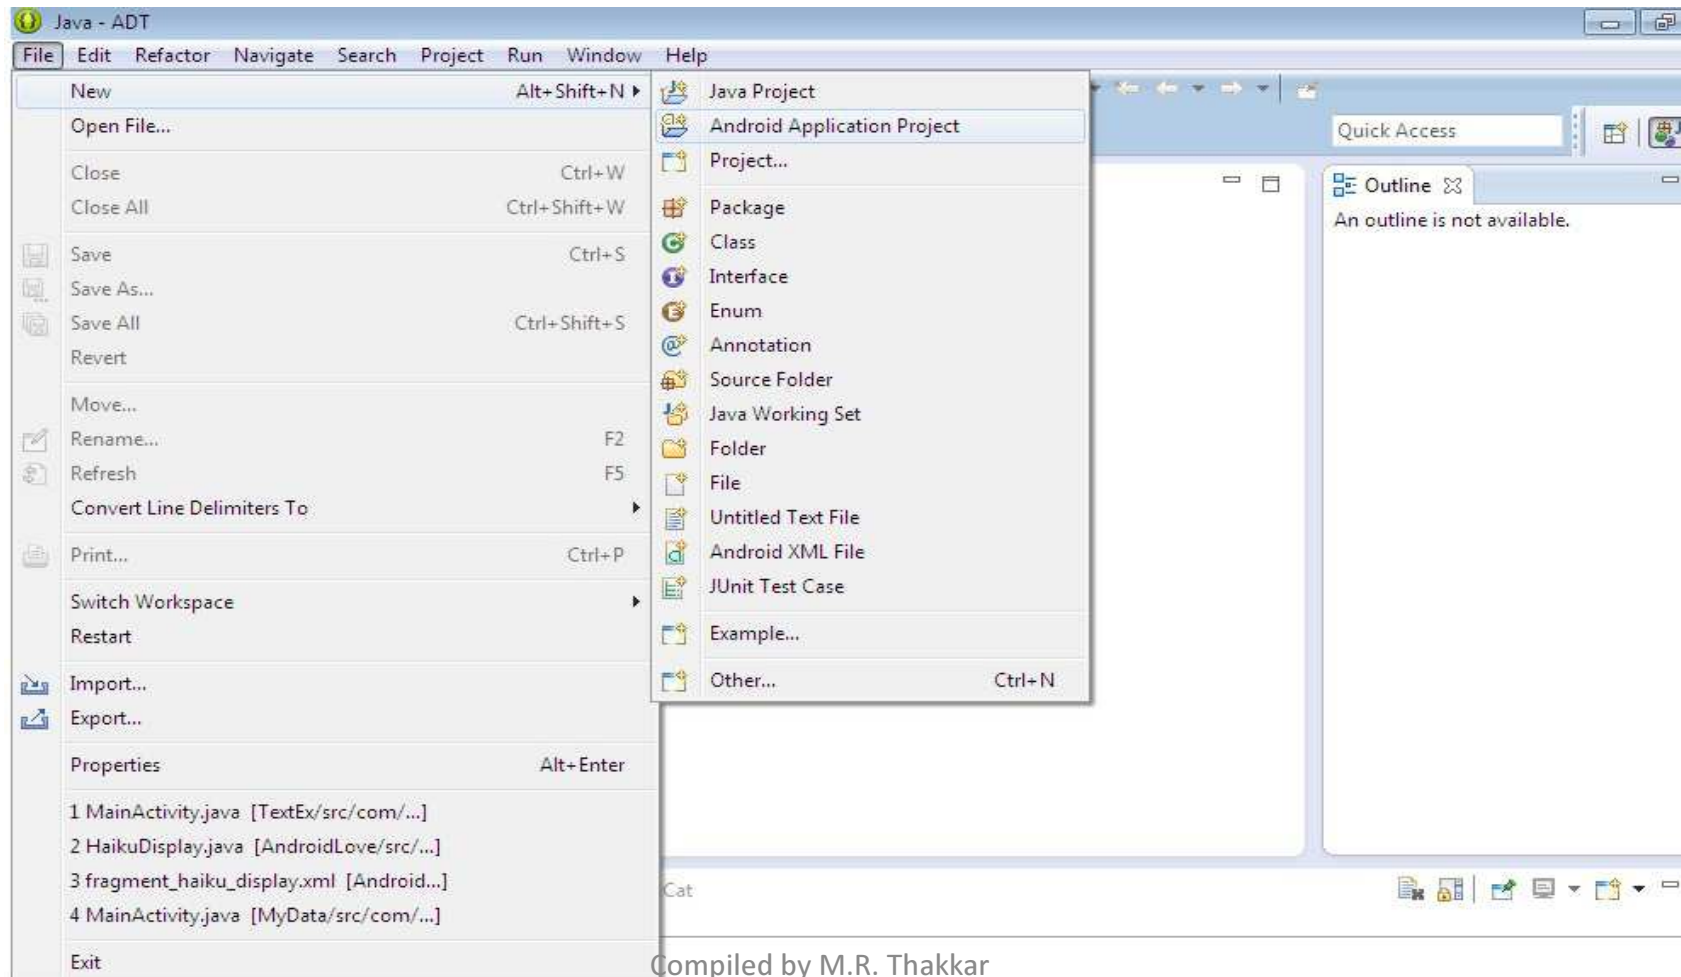 Java - ADT
File Edit Refactor Navigate Search Project Run Window Help
New Alt+Shift+N
Open File...
Close Ctrl+W
Close All Ctrl+Shift+W
Save Ctrl+S
Save As...
Save All Ctrl+Shift+S
Revert
Move...
Rename... F2
Refresh F5
Convert Line Delimiters To
Print... Ctrl+P
Switch Workspace
Restart
Import...
Export...
Properties Alt+Enter
1 MainActivity.java [TextEx/src/com/...]
2 HaikuDisplay.java [AndroidLove/src/...]
3 fragment_haiku_display.xml [Android...]
4 MainActivity.java [MyData/src/com/...]
Exit
Java Project
Android Application Project
Project...
Package
Class
Interface
Enum
Annotation
Source Folder
Java Working Set
Folder
File
Untitled Text File
Android XML File
JUnit Test Case
Example...
Other... Ctrl+N
Quick Access
Outline
An outline is not available.
Cat
Compiled by M.R. Thakkar